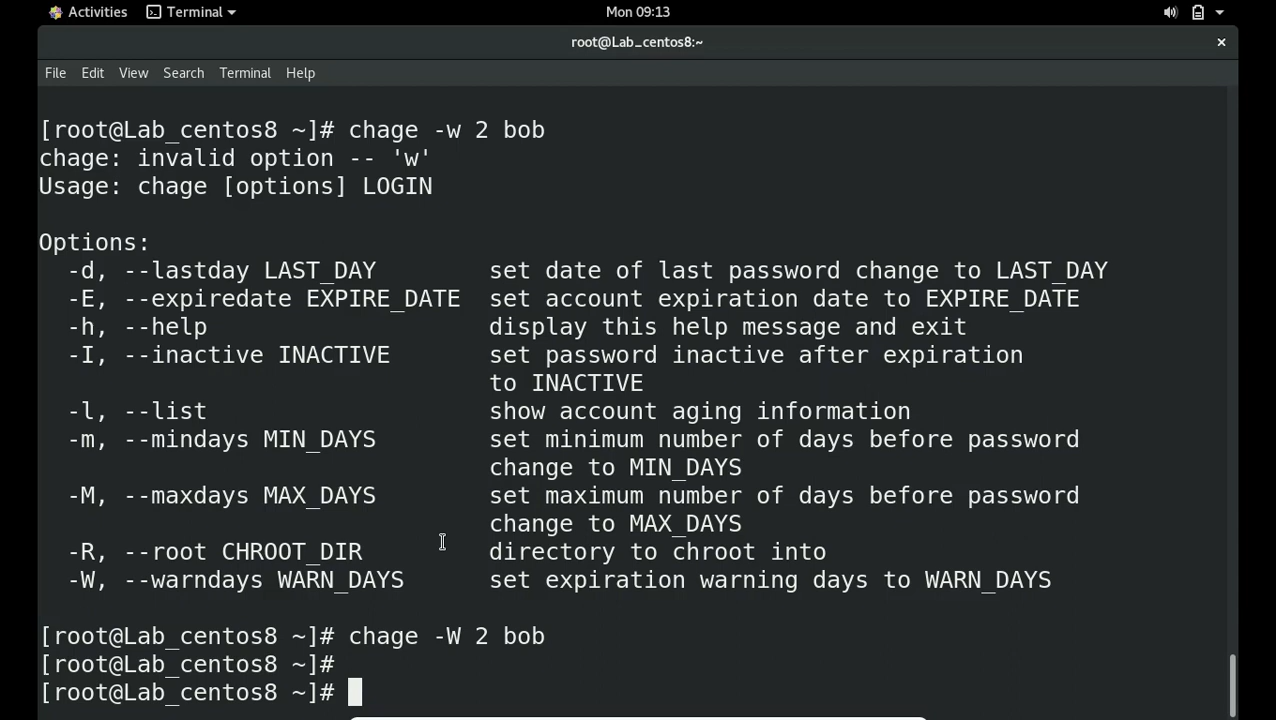 Activities Terminal Mon 09:13
root@Lab_centos8:~ ×
File Edit View Search Terminal Help
[root@Lab_centos8 ~]# chage -w 2 bob
chage: invalid option -- 'w'
Usage: chage [options] LOGIN
Options:
-d, --lastday LAST_DAY set date of last password change to LAST_DAY
-E, --expiredate EXPIRE_DATE set account expiration date to EXPIRE_DATE
-h, --help display this help message and exit
-I, --inactive INACTIVE set password inactive after expiration
to INACTIVE
-l, --list show account aging information
-m, --mindays MIN_DAYS set minimum number of days before password
change to MIN_DAYS
-M, --maxdays MAX_DAYS set maximum number of days before password
change to MAX_DAYS
-R, --root CHROOT_DIR directory to chroot into
-W, --warndays WARN_DAYS set expiration warning days to WARN_DAYS
[root@Lab_centos8 ~]# chage -W 2 bob
[root@Lab_centos8 ~]#
[root@Lab_centos8 ~]#